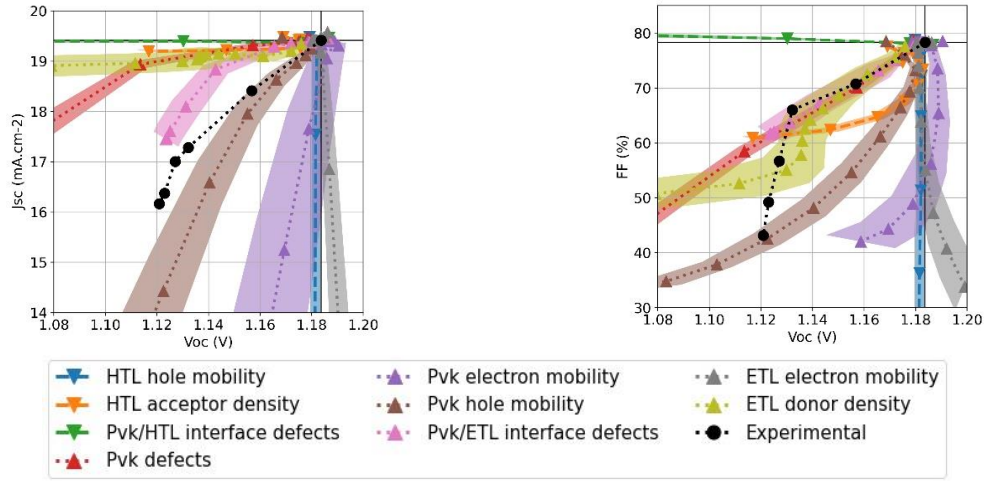 20
19
18
17
16
15
14
Jsc (mA.cm-2)
1.08 1.10 1.12 1.14 1.16 1.18 1.20
Voc (V)
80
70
60
50
40
30
FF (%)
1.08 1.10 1.12 1.14 1.16 1.18 1.20
Voc (V)
HTL hole mobility
HTL acceptor density
Pvk/HTL interface defects
Pvk defects
Pvk electron mobility
Pvk hole mobility
Pvk/ETL interface defects
ETL electron mobility
ETL donor density
Experimental